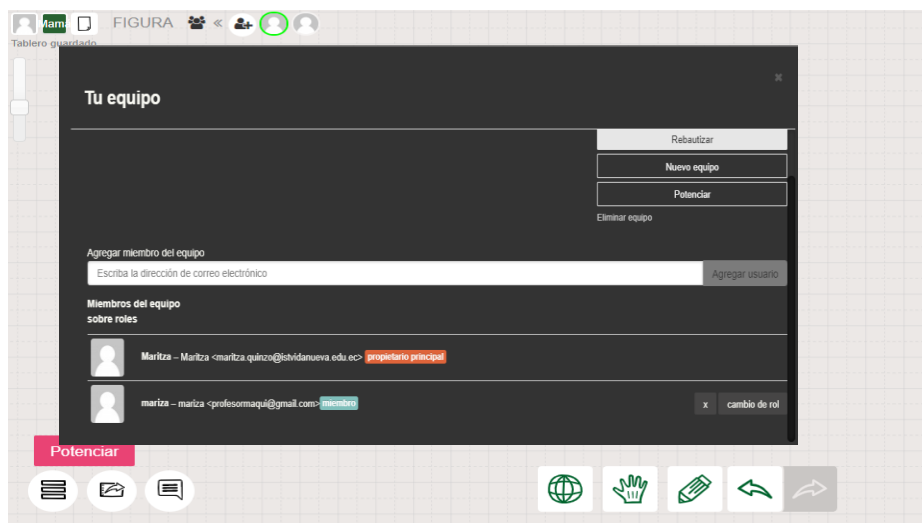 Mam
FIGURA
Tablero guardado
Tu equipo
Rebautizar
Nuevo equipo
Potenciar
Eliminar equipo
Agregar miembro del equipo
Escriba la dirección de correo electrónico
Agregar usuario
Miembros del equipo
sobre roles
Maritza – Maritza <maritza.quinzo@istvidanueva.edu.ec> propietario principal
mariza – mariza <profesormaqui@gmail.com> miembro
x cambio de rol
Potenciar